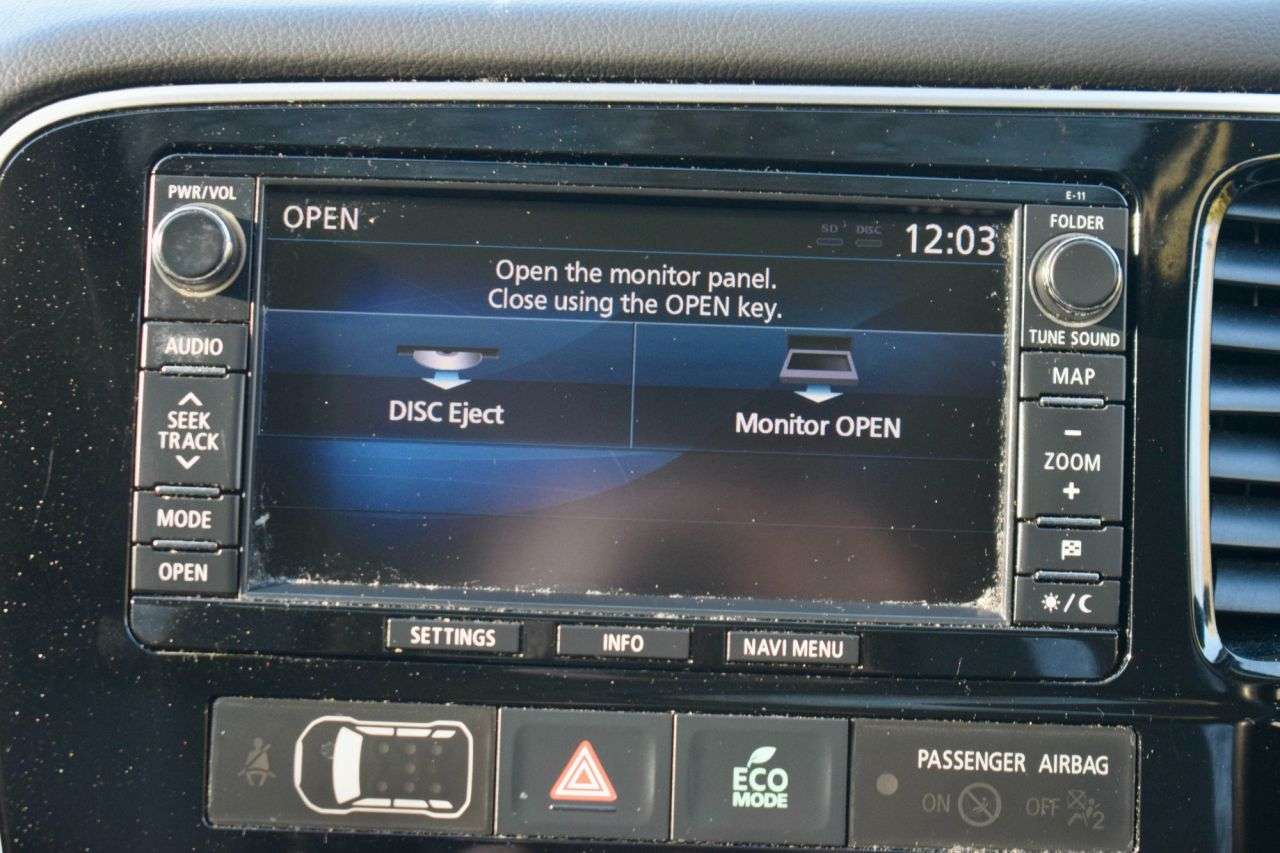 PWR/VOL
E-11
FOLDER
OPEN
SD DISC
12:03
Open the monitor panel.
Close using the OPEN key.
DISC Eject
Monitor OPEN
TUNE SOUND
AUDIO
SEEK
TRACK
MODE
OPEN
MAP
-
ZOOM
+
SETTINGS
INFO
NAVI MENU
ECO
MODE
PASSENGER AIRBAG
ON OFF 2